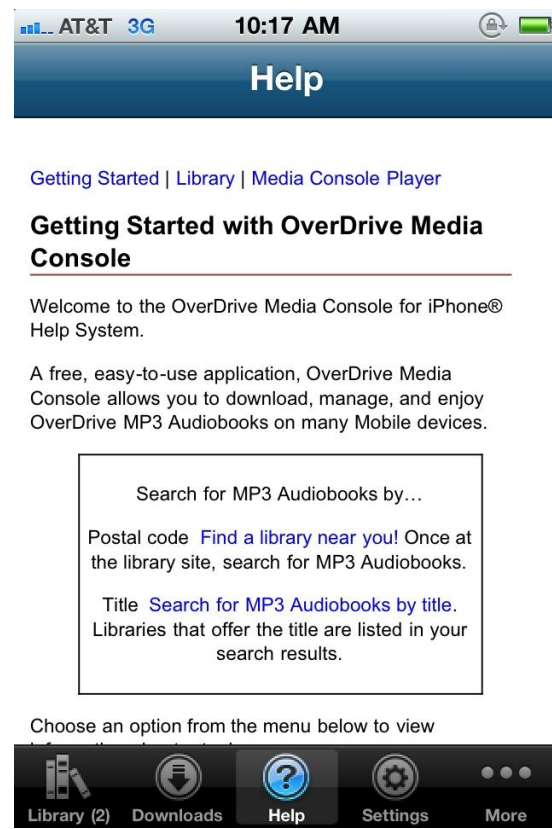 AT&T 3G 10:17 AM
Help
Getting Started | Library | Media Console Player
Getting Started with OverDrive Media
Console
Welcome to the OverDrive Media Console for iPhone®
Help System.
A free, easy-to-use application, OverDrive Media
Console allows you to download, manage, and enjoy
OverDrive MP3 Audiobooks on many Mobile devices.
Search for MP3 Audiobooks by…
Postal code Find a library near you! Once at
the library site, search for MP3 Audiobooks.
Title Search for MP3 Audiobooks by title.
Libraries that offer the title are listed in your
search results.
Choose an option from the menu below to view
Library (2) Downloads Help Settings More